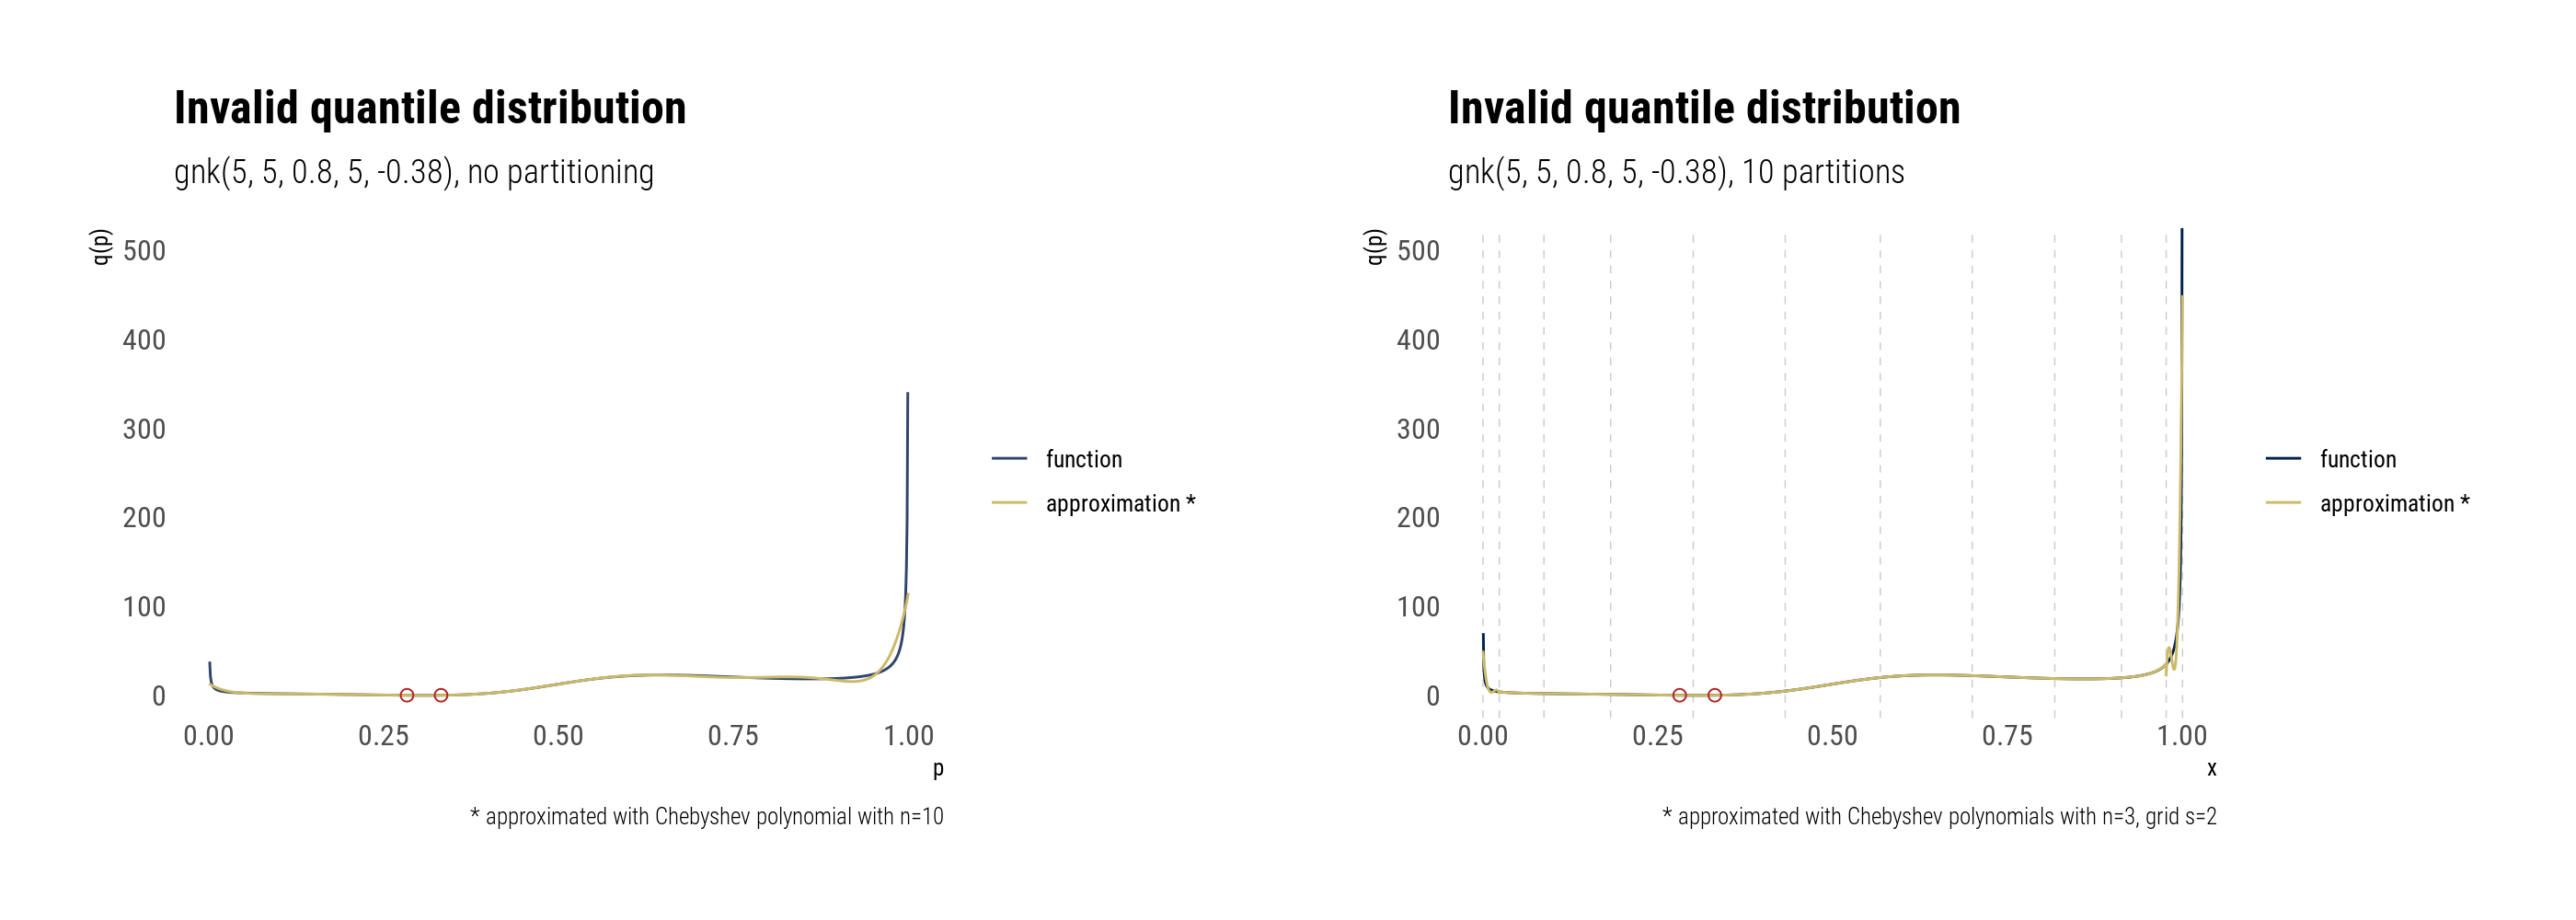 Invalid quantile distribution
gnk(5, 5, 0.8, 5, -0.38), no partitioning
q(p)
500
400
300
200
100
0
0.00 0.25 0.50 0.75 1.00
p
function
approximation *
* approximated with Chebyshev polynomial with n=10
Invalid quantile distribution
gnk(5, 5, 0.8, 5, -0.38), 10 partitions
q(p)
500
400
300
200
100
0
0.00 0.25 0.50 0.75 1.00
x
function
approximation *
* approximated with Chebyshev polynomials with n=3, grid s=2